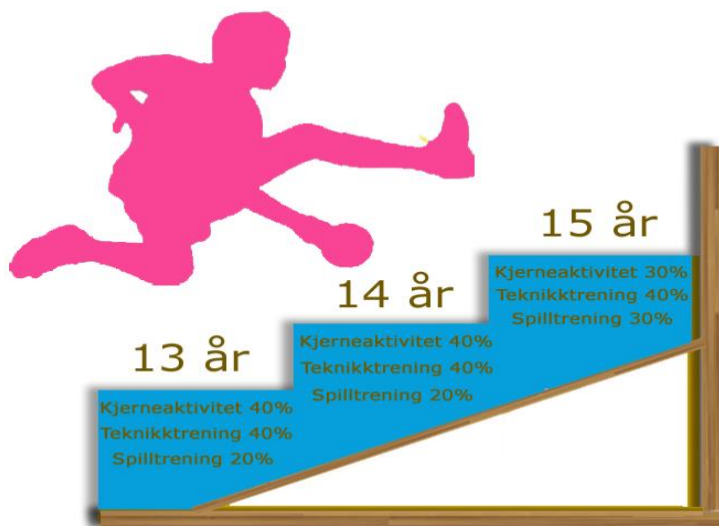 13 år
Kjerneaktivitet 40%
Teknikktrening 40%
Spilltrening 20%
14 år
Kjerneaktivitet 40%
Teknikktrening 40%
Spilltrening 20%
15 år
Kjerneaktivitet 30%
Teknikktrening 40%
Spilltrening 30%